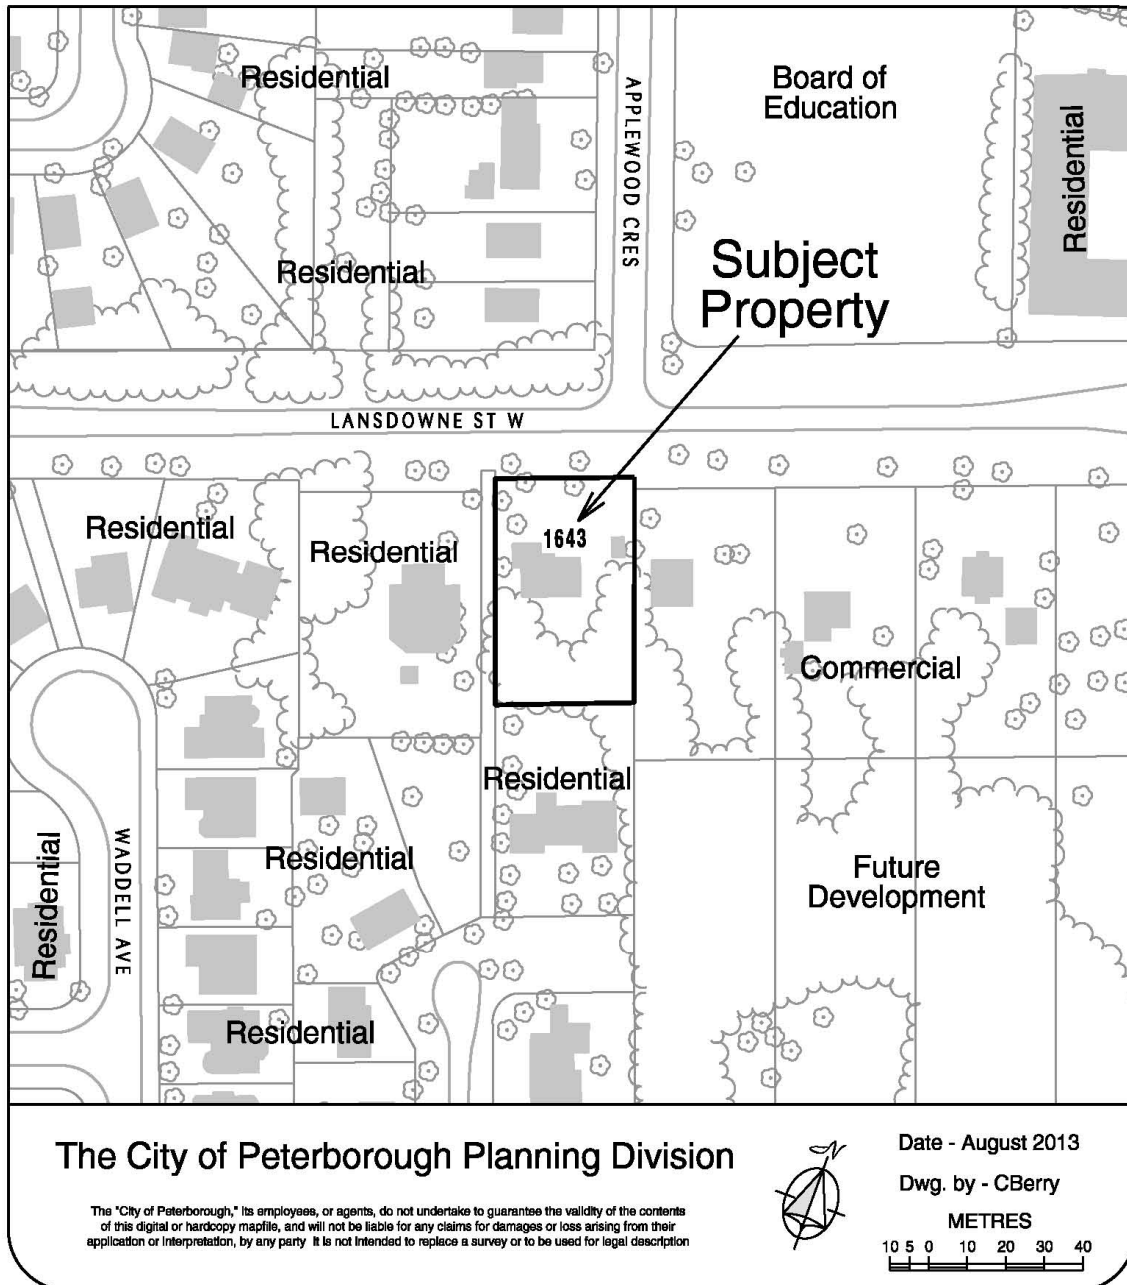 Residential
Board of
Education
Residential
APPLEWOOD CRES
Residential
Subject
Property
LANSDOWNE ST W
Residential
Residential
1643
Commercial
Residential
Residential
Future
Development
Residential
WADDELL AVE
Residential
The City of Peterborough Planning Division
The "City of Peterborough," its employees, or agents, do not undertake to guarantee the validity of the contents
of this digital or hardcopy mapfile, and will not be liable for any claims for damages or loss arising from their
application or interpretation, by any party It is not intended to replace a survey or to be used for legal description
N
Date - August 2013
Dwg. by - CBerry
METRES
10 5 0 10 20 30 40